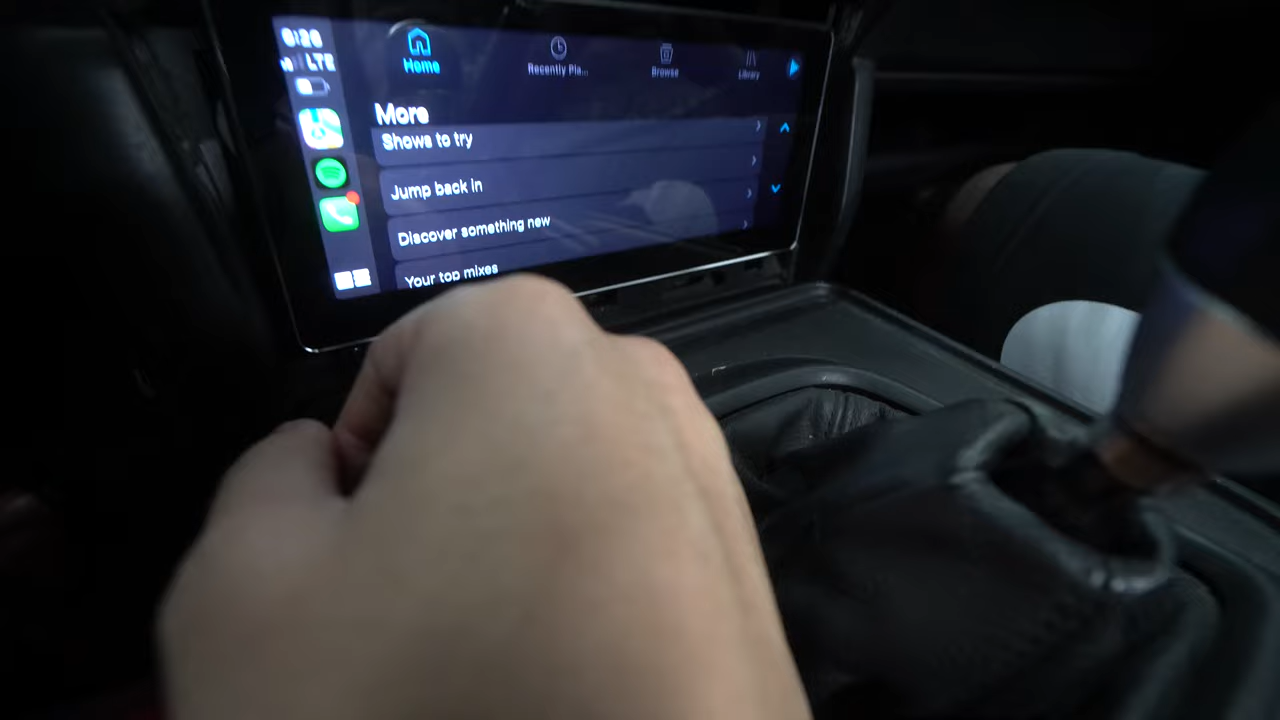 6:26
LTE
Home
Recently Pla...
Browse
Library
More
Shows to try
Jump back in
Discover something new
Your top mixes